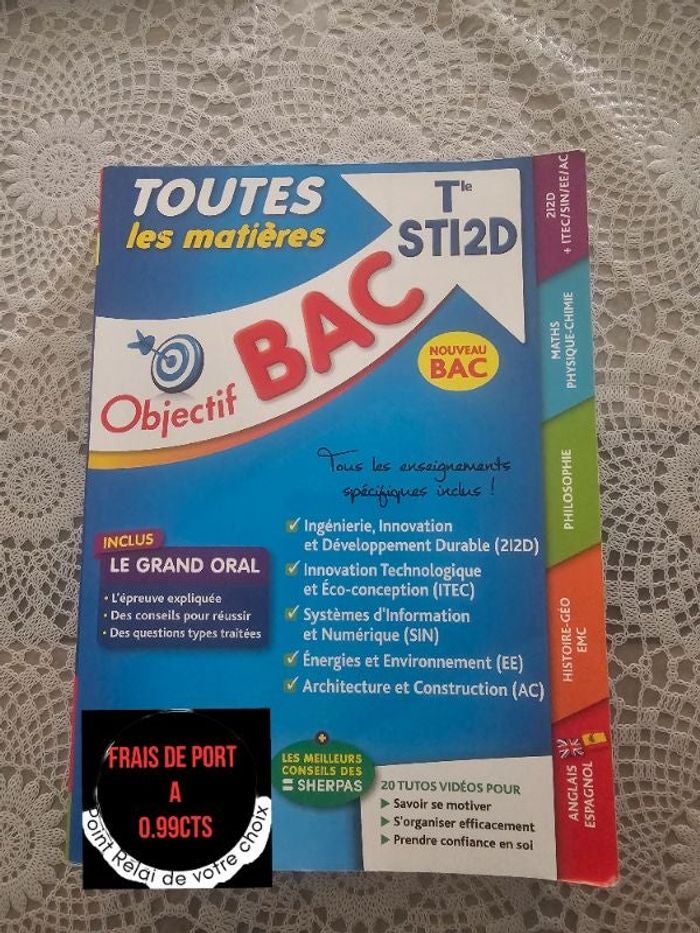 TOUTES
les matières
Tle
STI2D
Objectif BAC
NOUVEAU
BAC
Tous les enseignements
spécifiques inclus !
INCLUS
LE GRAND ORAL
• L'épreuve expliquée
• Des conseils pour réussir
• Des questions types traitées
✓ Ingénierie, Innovation
et Développement Durable (2I2D)
✓ Innovation Technologique
et Éco-conception (ITEC)
✓ Systèmes d'Information
et Numérique (SIN)
✓ Énergies et Environnement (EE)
✓ Architecture et Construction (AC)
+
LES MEILLEURS
CONSEILS DES
SHERPAS
20 TUTOS VIDÉOS POUR
▶ Savoir se motiver
▶ S'organiser efficacement
▶ Prendre confiance en soi
2I2D
+ ITEC/SIN/EE/AC
MATHS
PHYSIQUE-CHIMIE
PHILOSOPHIE
HISTOIRE-GÉO
EMC
ANGLAIS
ESPAGNOL
FRAIS DE PORT
A
0.99CTS
Point Rélai de votre choix